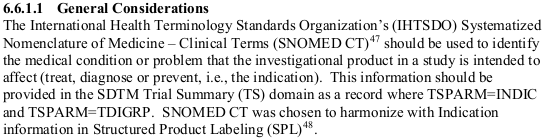 6.6.1.1 General Considerations
The International Health Terminology Standards Organization's (IHTSDO) Systematized
Nomenclature of Medicine – Clinical Terms (SNOMED CT)47 should be used to identify
the medical condition or problem that the investigational product in a study is intended to
affect (treat, diagnose or prevent, i.e., the indication). This information should be
provided in the SDTM Trial Summary (TS) domain as a record where TSPARM=INDIC
and TSPARM=TDIGRP. SNOMED CT was chosen to harmonize with Indication
information in Structured Product Labeling (SPL)48.